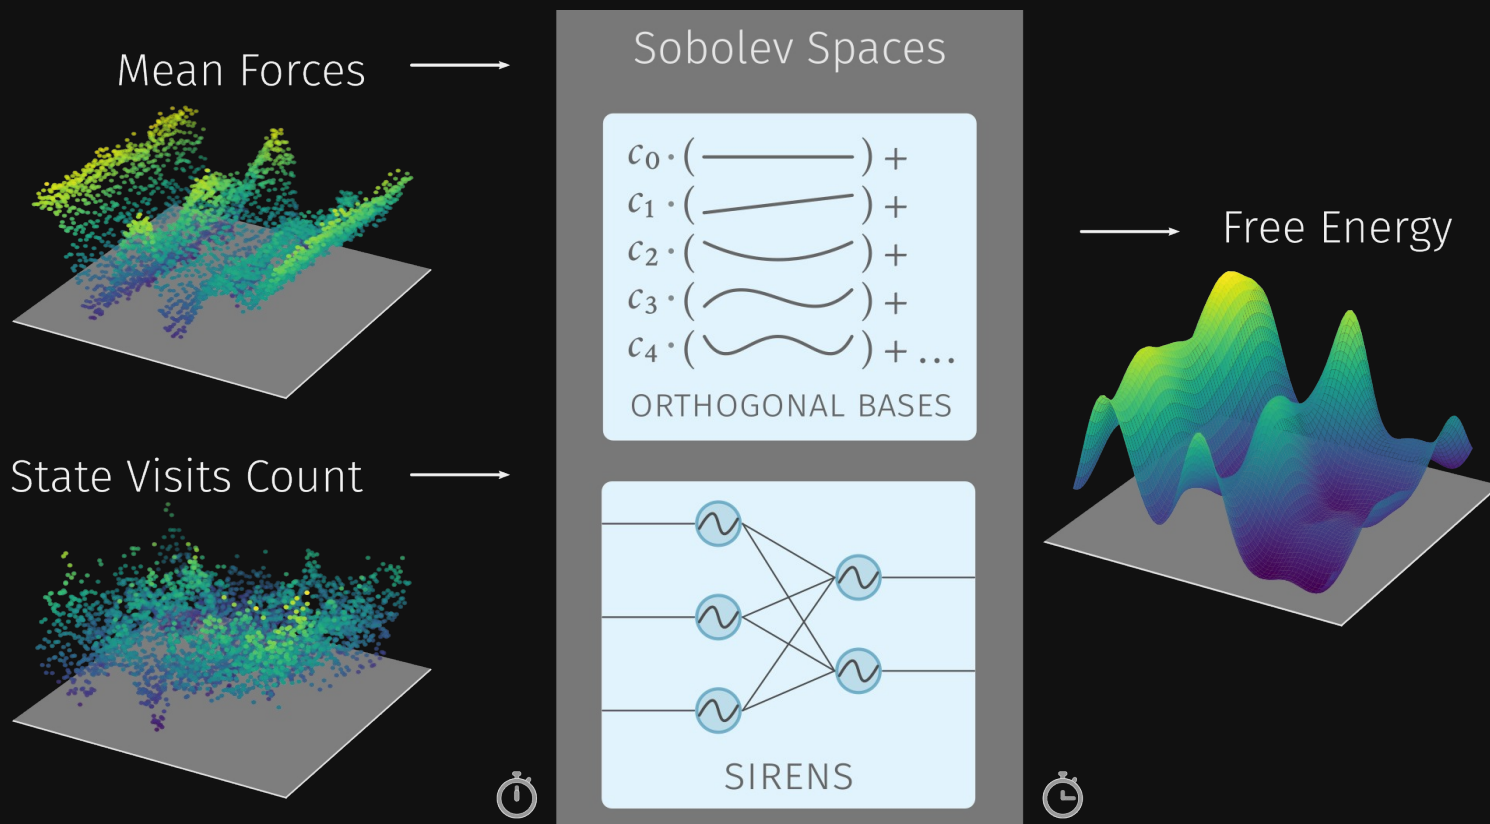 Mean Forces
State Visits Count
Sobolev Spaces
c₀ · ( ) +
c₁ · ( ) +
c₂ · ( ) +
c₃ · ( ) +
c₄ · ( ) + ...
ORTHOGONAL BASES
SIRENS
Free Energy